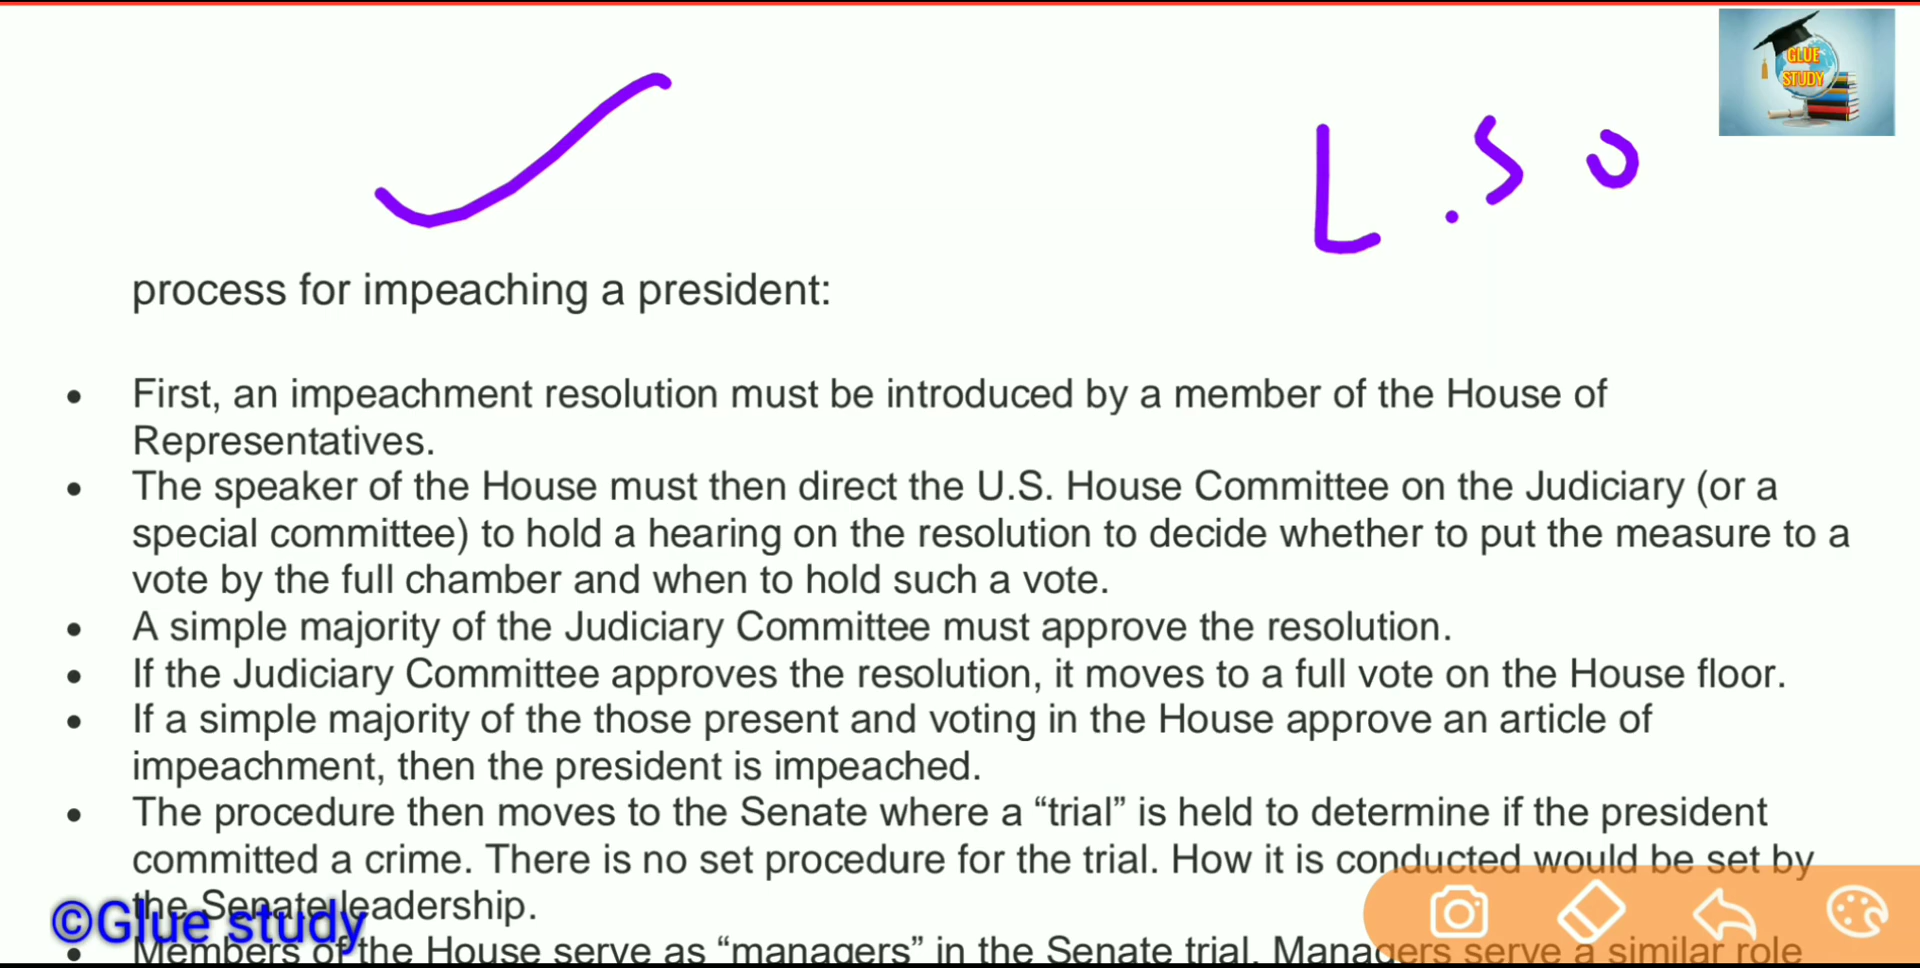 GLUE
STUDY
L.S
process for impeaching a president:
• First, an impeachment resolution must be introduced by a member of the House of
Representatives.
• The speaker of the House must then direct the U.S. House Committee on the Judiciary (or a
special committee) to hold a hearing on the resolution to decide whether to put the measure to a
vote by the full chamber and when to hold such a vote.
• A simple majority of the Judiciary Committee must approve the resolution.
• If the Judiciary Committee approves the resolution, it moves to a full vote on the House floor.
• If a simple majority of the those present and voting in the House approve an article of
impeachment, then the president is impeached.
• The procedure then moves to the Senate where a “trial” is held to determine if the president
committed a crime. There is no set procedure for the trial. How it is conducted would be set by
the Senate leadership.
©Glue study
• Members of the House serve as “managers” in the Senate trial. Managers serve a similar role